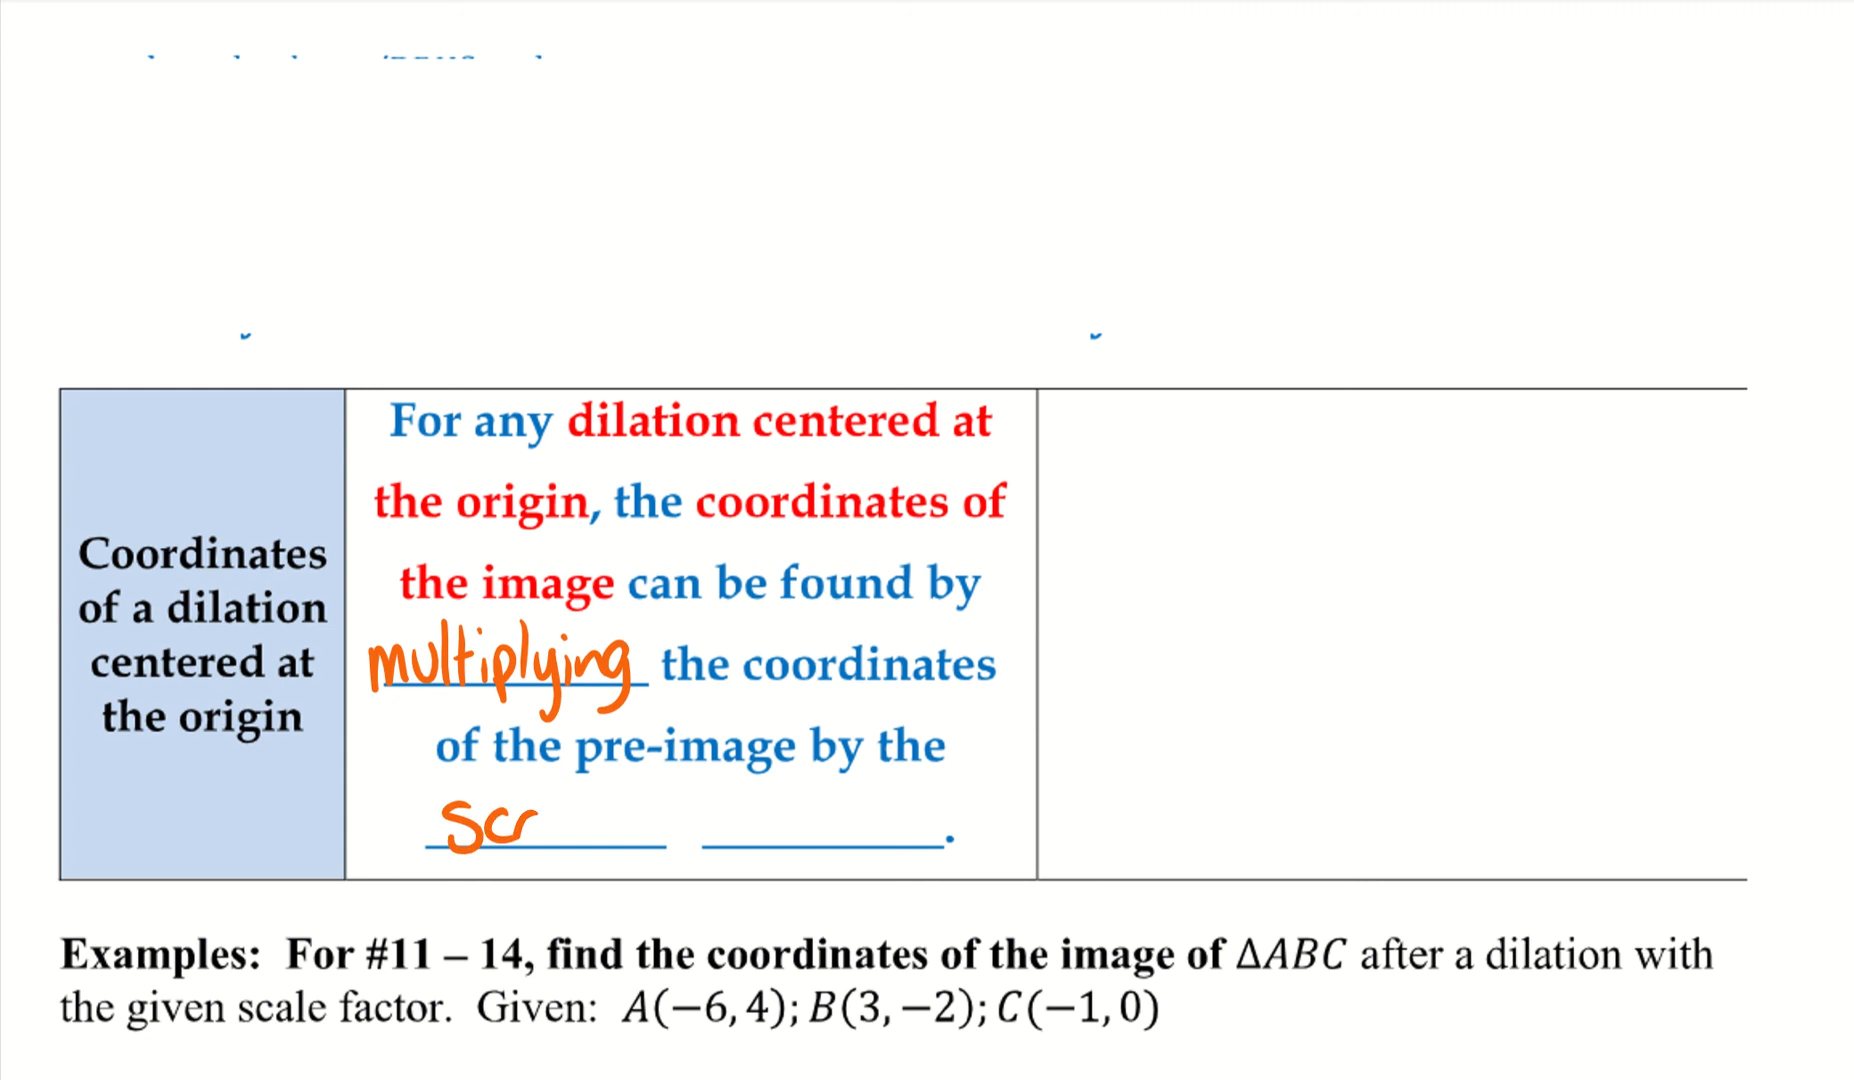 Coordinates
of a dilation
centered at
the origin
For any dilation centered at
the origin, the coordinates of
the image can be found by
multiplying the coordinates
of the pre-image by the
sc
Examples: For #11 – 14, find the coordinates of the image of ΔABC after a dilation with
the given scale factor. Given: A(−6, 4); B(3, −2); C(−1, 0)